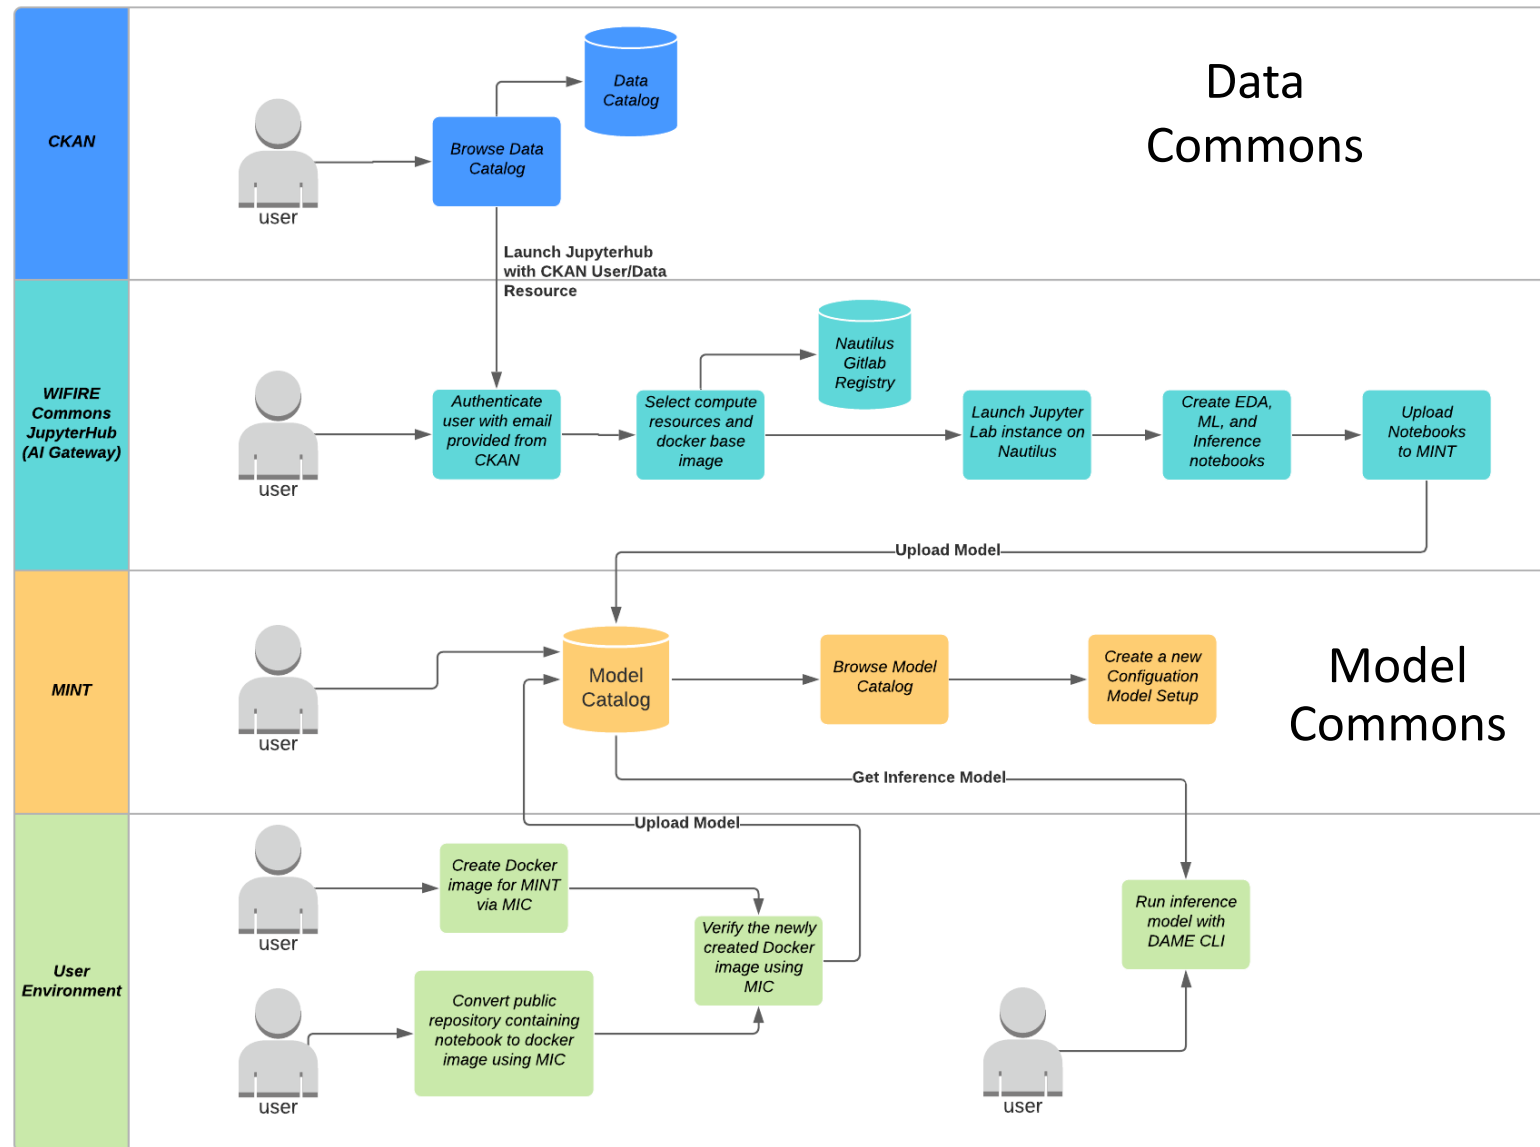 CKAN
Data
Catalog
Browse Data
Catalog
user
Data
Commons
Launch Jupyterhub
with CKAN User/Data
Resource
WIFIRE
Commons
JupyterHub
(AI Gateway)
user
Authenticate
user with email
provided from
CKAN
Select compute
resources and
docker base
image
Nautilus
Gitlab
Registry
Launch Jupyter
Lab instance on
Nautilus
Create EDA,
ML, and
Inference
notebooks
Upload
Notebooks
to MINT
Upload Model
MINT
user
Model
Catalog
Browse Model
Catalog
Create a new
Configuation
Model Setup
Model
Commons
Get Inference Model
Upload Model
User
Environment
user
Create Docker
image for MINT
via MIC
Verify the newly
created Docker
image using
MIC
Run inference
model with
DAME CLI
user
Convert public
repository containing
notebook to docker
image using MIC
user